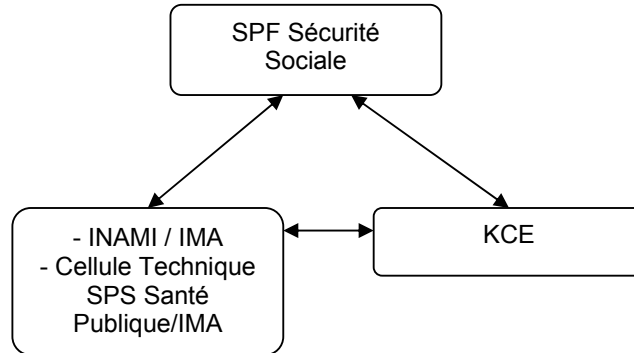 SPF Sécurité
Sociale
- INAMI / IMA
- Cellule Technique
SPS Santé
Publique/IMA
KCE